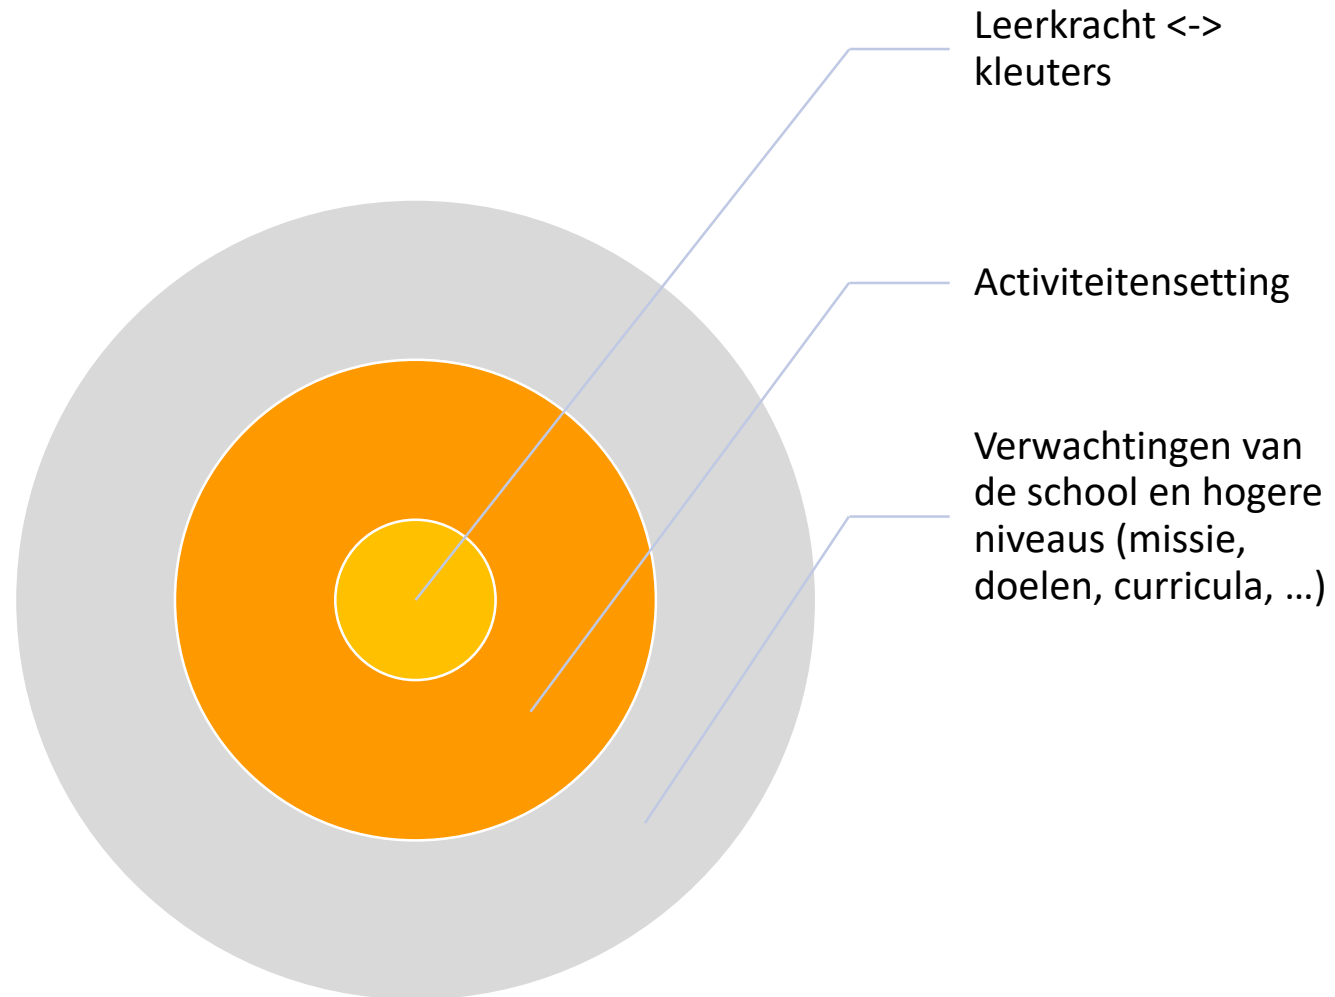 Leerkracht <->
kleuters
Activiteitensetting
Verwachtingen van
de school en hogere
niveaus (missie,
doelen, curricula, …)